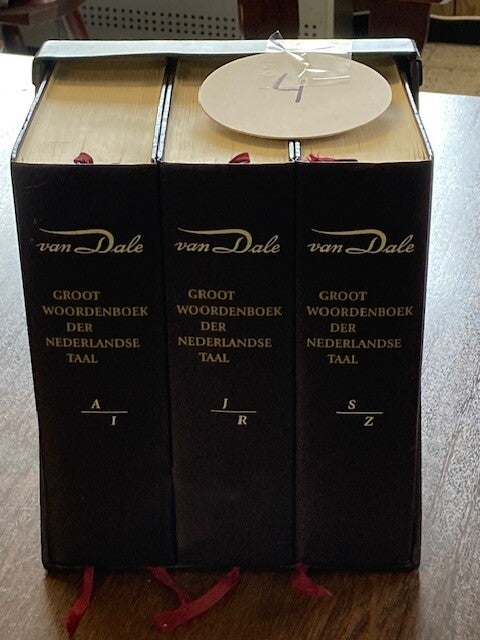 4
van Dale
GROOT
WOORDENBOEK
DER
NEDERLANDSE
TAAL
A
I
van Dale
GROOT
WOORDENBOEK
DER
NEDERLANDSE
TAAL
J
R
van Dale
GROOT
WOORDENBOEK
DER
NEDERLANDSE
TAAL
S
Z